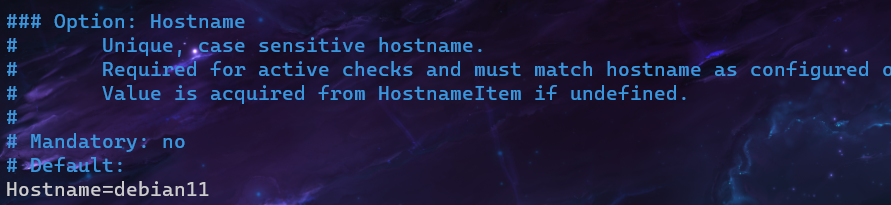 ### Option: Hostname
#       Unique, case sensitive hostname.
#       Required for active checks and must match hostname as configured o
#       Value is acquired from HostnameItem if undefined.
#
# Mandatory: no
# Default:
Hostname=debian11